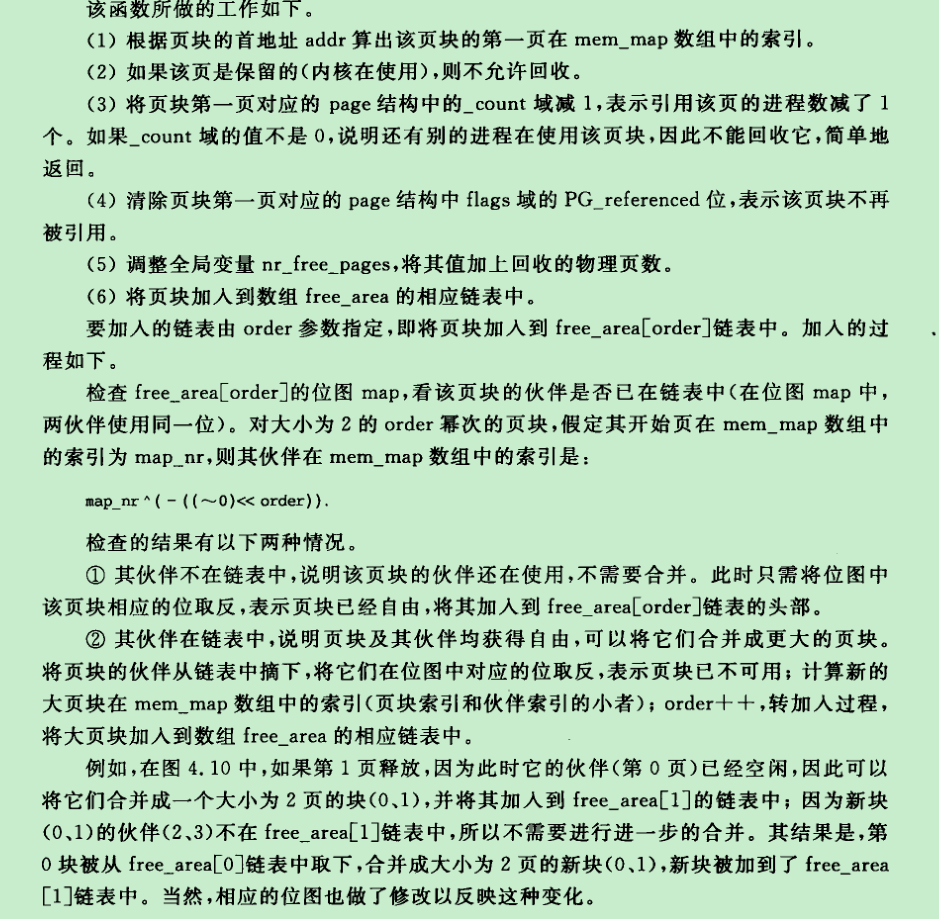 该函数所做的工作如下。
(1) 根据页块的首地址 addr 算出该页块的第一页在 mem_map 数组中的索引。
(2) 如果该页是保留的(内核在使用),则不允许回收。
(3) 将页块第一页对应的 page 结构中的_count 域减 1,表示引用该页的进程数减了 1
个。如果_count 域的值不是 0,说明还有别的进程在使用该页块,因此不能回收它,简单地
返回。
(4) 清除页块第一页对应的 page 结构中 flags 域的 PG_referenced 位,表示该页块不再
被引用。
(5) 调整全局变量 nr_free_pages,将其值加上回收的物理页数。
(6) 将页块加入到数组 free_area 的相应链表中。
要加入的链表由 order 参数指定,即将页块加入到 free_area[order]链表中。加入的过
程如下。
检查 free_area[order]的位图 map,看该页块的伙伴是否已在链表中(在位图 map 中,
两伙伴使用同一位)。对大小为 2 的 order 幂次的页块,假定其开始页在 mem_map 数组中
的索引为 map_nr,则其伙伴在 mem_map 数组中的索引是:
map_nr ^(-((~0)<< order)).
检查的结果有以下两种情况。
① 其伙伴不在链表中,说明该页块的伙伴还在使用,不需要合并。此时只需将位图中
该页块相应的位取反,表示页块已经自由,将其加入到 free_area[order]链表的头部。
② 其伙伴在链表中,说明页块及其伙伴均获得自由,可以将它们合并成更大的页块。
将页块的伙伴从链表中摘下,将它们在位图中对应的位取反,表示页块已不可用;计算新的
大页块在 mem_map 数组中的索引(页块索引和伙伴索引的小者);order++,转加入过程,
将大页块加入到数组 free_area 的相应链表中。
例如,在图 4.10 中,如果第 1 页释放,因为此时它的伙伴(第 0 页)已经空闲,因此可以
将它们合并成一个大小为 2 页的块(0、1),并将其加入到 free_area[1]的链表中;因为新块
(0、1)的伙伴(2、3)不在 free_area[1]链表中,所以不需要进行进一步的合并。其结果是,第
0 块被从 free_area[0]链表中取下,合并成大小为 2 页的新块(0、1),新块被加到了 free_area
[1]链表中。当然,相应的位图也做了修改以反映这种变化。